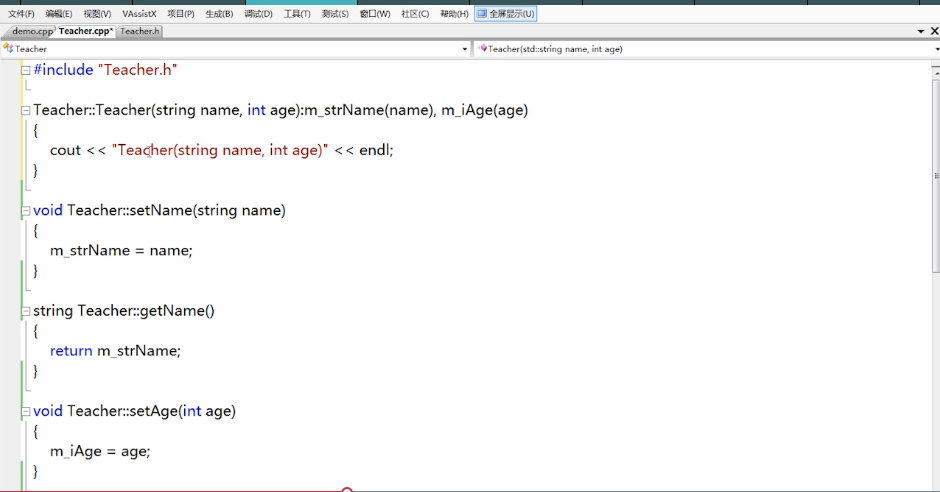 文件(F) 编辑(E) 视图(V) VAssistX 项目(P) 生成(B) 调试(D) 工具(T) 测试(S) 窗口(W) 社区(C) 帮助(H) 全屏显示(U)
demo.cpp Teacher.cpp* Teacher.h
Teacher Teacher(std::string name, int age)
#include "Teacher.h"
Teacher::Teacher(string name, int age):m_strName(name), m_iAge(age)
{
cout << "Teacher(string name, int age)" << endl;
}
void Teacher::setName(string name)
{
m_strName = name;
}
string Teacher::getName()
{
return m_strName;
}
void Teacher::setAge(int age)
{
m_iAge = age;
}